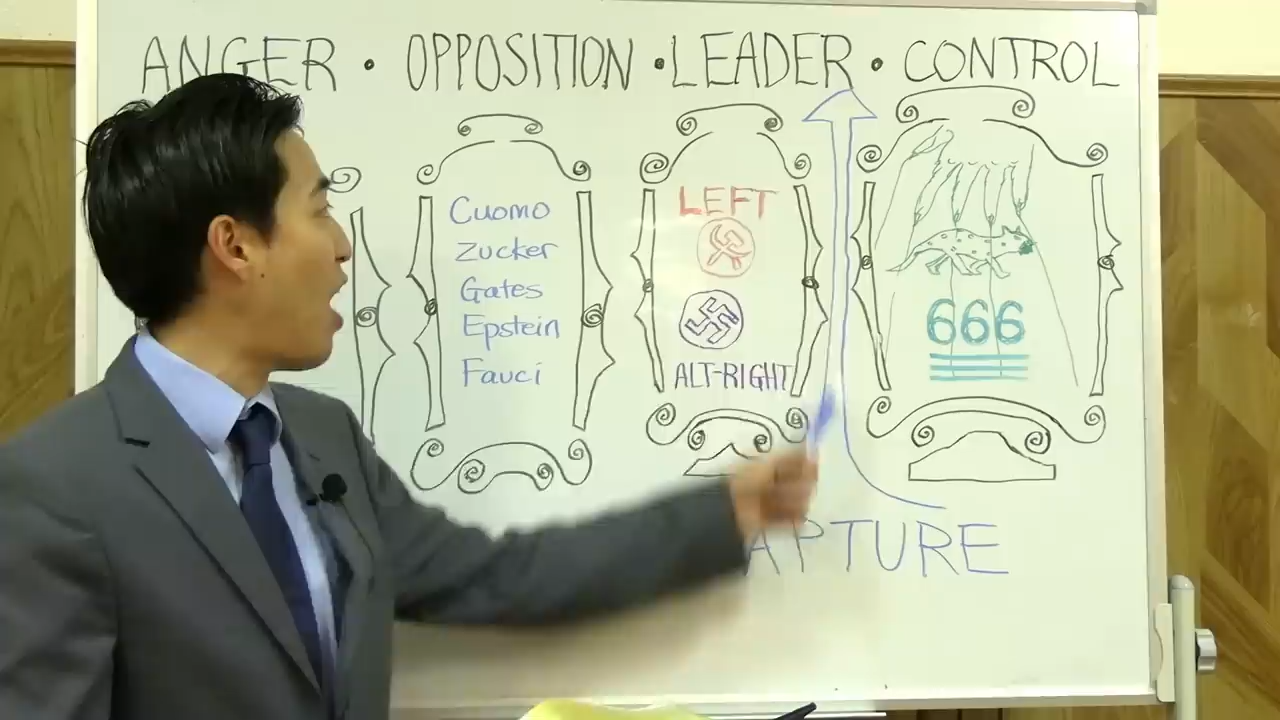 ANGER • OPPOSITION • LEADER • CONTROL
Cuomo
Zucker
Gates
Epstein
Fauci
LEFT
ALT-RIGHT
666
APTURE